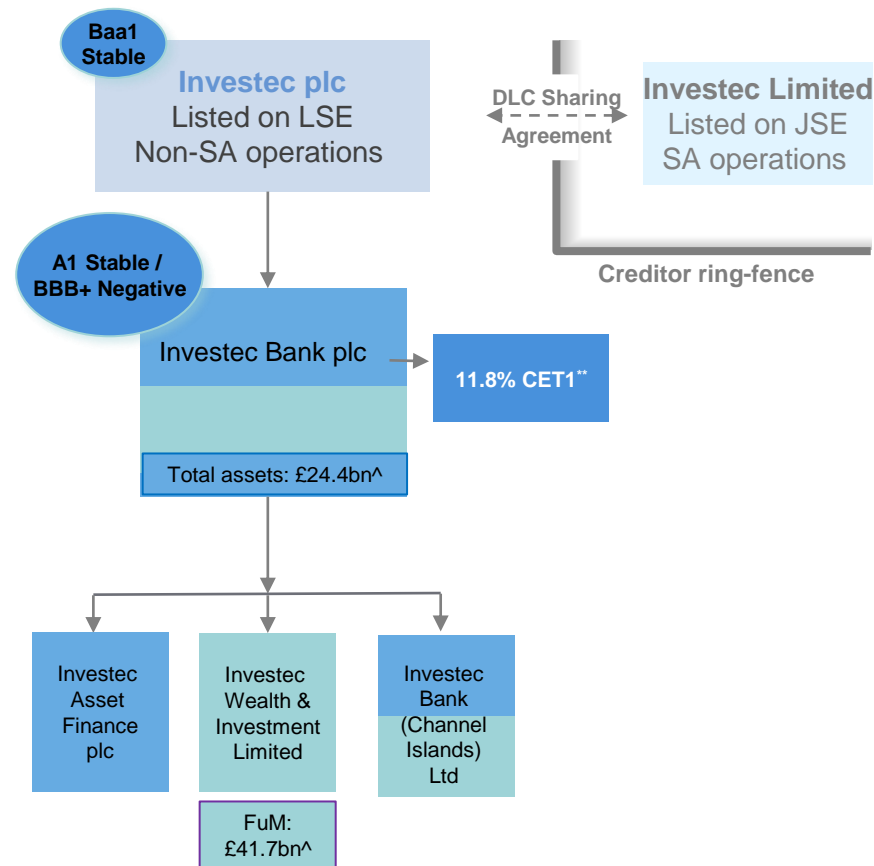 Baa1
Stable
Investec plc
Listed on LSE
Non-SA operations
DLC Sharing
Agreement
Investec Limited
Listed on JSE
SA operations
Creditor ring-fence
A1 Stable /
BBB+ Negative
Investec Bank plc
11.8% CET1**
Total assets: £24.4bn^
Investec
Asset
Finance
plc
Investec
Wealth &
Investment
Limited
Investec
Bank
(Channel
Islands)
Ltd
FuM:
£41.7bn^